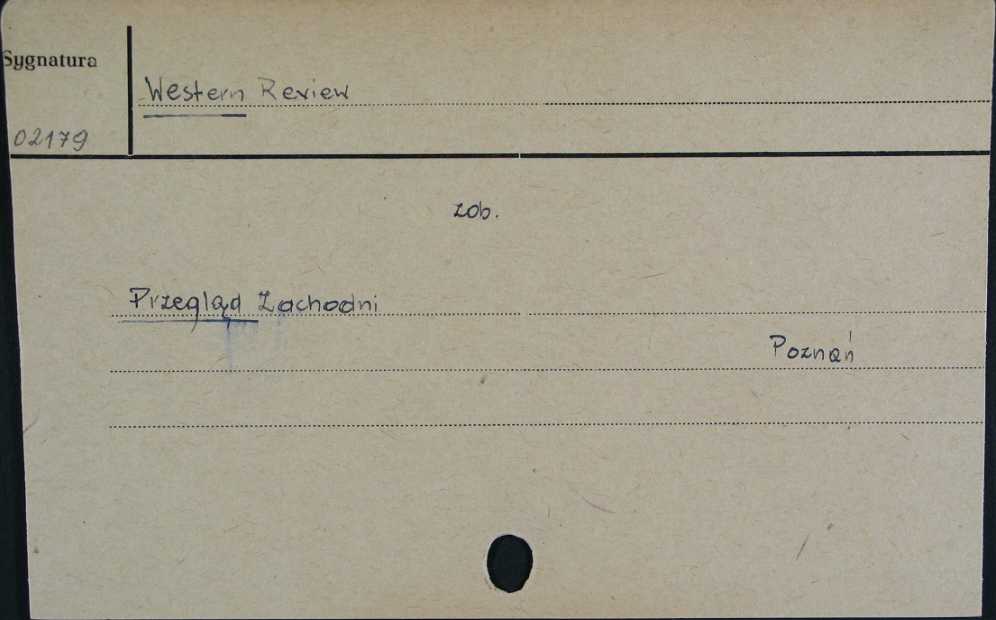 Sygnatura
Western Review
02179
zob.
Przegląd Zachodni
Poznań